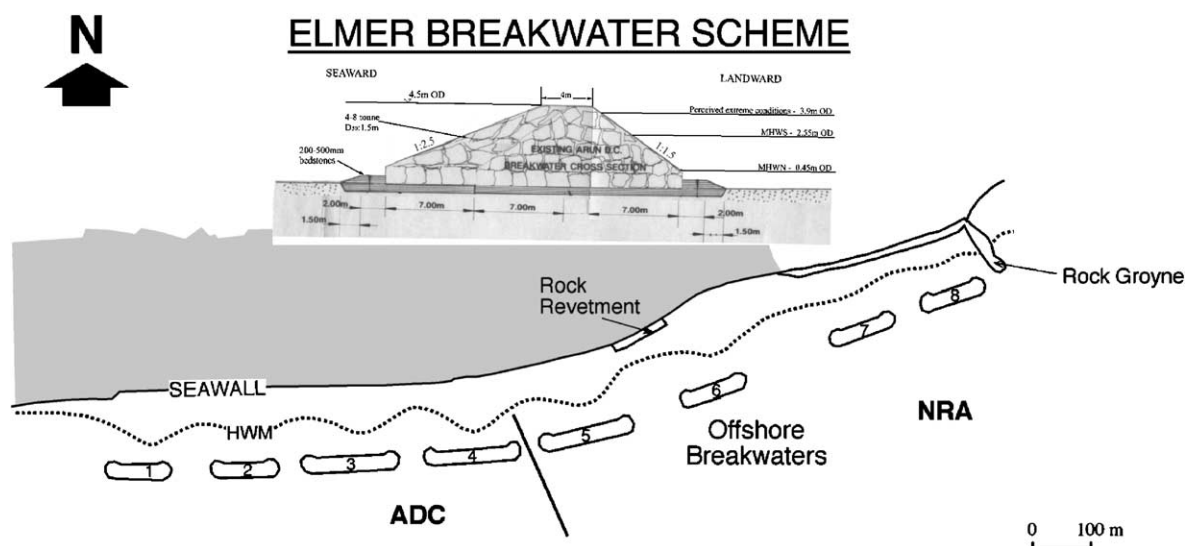 N
ELMER BREAKWATER SCHEME
SEAWARD
LANDWARD
4.5m OD
4m
Perceived extreme conditions - 3.9m OD
4-8 tonne
D₅₀:1.5m
1:2.5
1:1.5
MHWS - 2.55m OD
EXISTING ARUN D.C.
BREAKWATER CROSS SECTION
200-500mm
bedstones
MHWN - 0.45m OD
2.00m
7.00m
7.00m
7.00m
2.00m
1.50m
1.50m
Rock
Revetment
Rock Groyne
8
7
SEAWALL
6
NRA
HWM
5
Offshore
Breakwaters
1
2
3
4
ADC
0 100 m